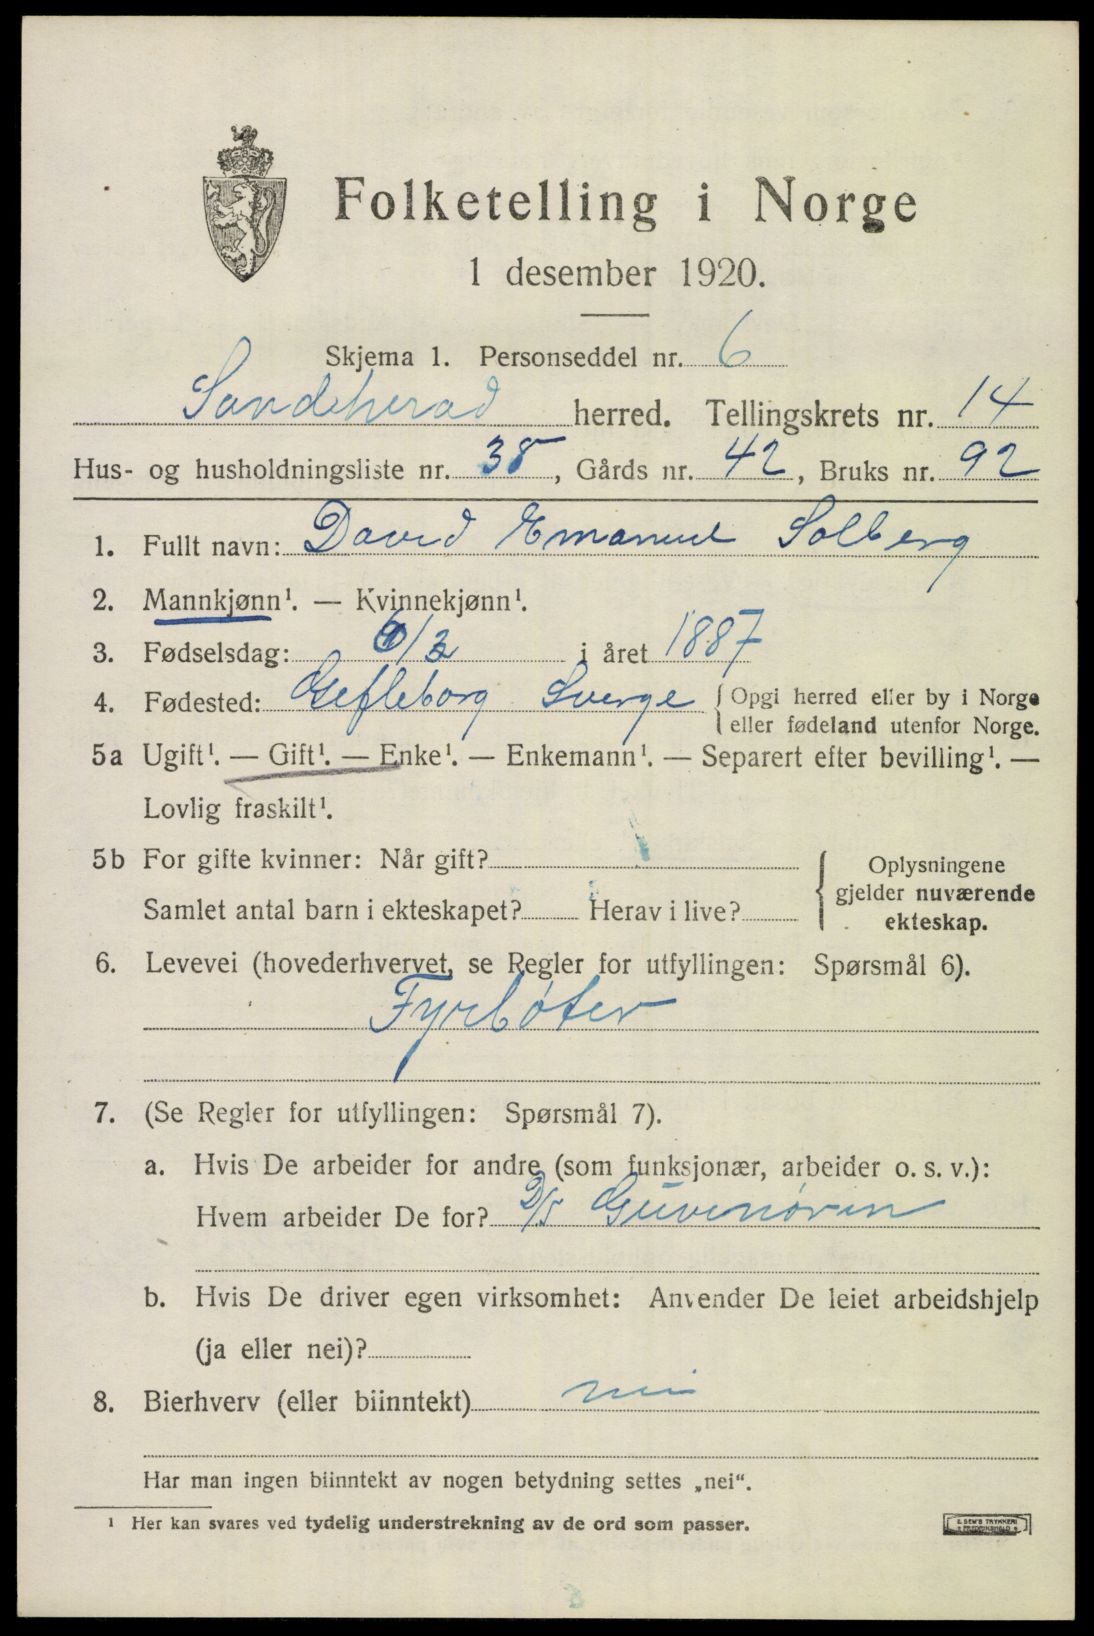 Folketelling i Norge
1 desember 1920.
Skjema 1. Personseddel nr. 6
Sandeherad herred. Tellingskrets nr. 14
Hus- og husholdningsliste nr. 38, Gårds nr. 42, Bruks nr. 92
1. Fullt navn: David Emanuel Solberg
2. Mannkjønn¹. — Kvinnekjønn¹.
3. Fødselsdag: 6/3 i året 1887
4. Fødested: Gefleborg Sverge { Opgi herred eller by i Norge
eller fødeland utenfor Norge.
5a Ugift¹. — Gift¹. — Enke¹. — Enkemann¹. — Separert efter bevilling¹. —
Lovlig fraskilt¹.
5b For gifte kvinner: Når gift?
Samlet antal barn i ekteskapet? Herav i live?
{ Oplysningene
gjelder nuværende
ekteskap.
6. Levevei (hovederhvervet, se Regler for utfyllingen: Spørsmål 6).
Fyrbøter
7. (Se Regler for utfyllingen: Spørsmål 7).
a. Hvis De arbeider for andre (som funksjonær, arbeider o. s. v.):
Hvem arbeider De for? D/S Guvenøren
b. Hvis De driver egen virksomhet: Anvender De leiet arbeidshjelp
(ja eller nei)?
8. Bierhverv (eller biinntekt) nei
Har man ingen biinntekt av nogen betydning settes „nei“.
¹ Her kan svares ved tydelig understrekning av de ord som passer.
E. SEM'S TRYKKERI
FREDRIKSHALD